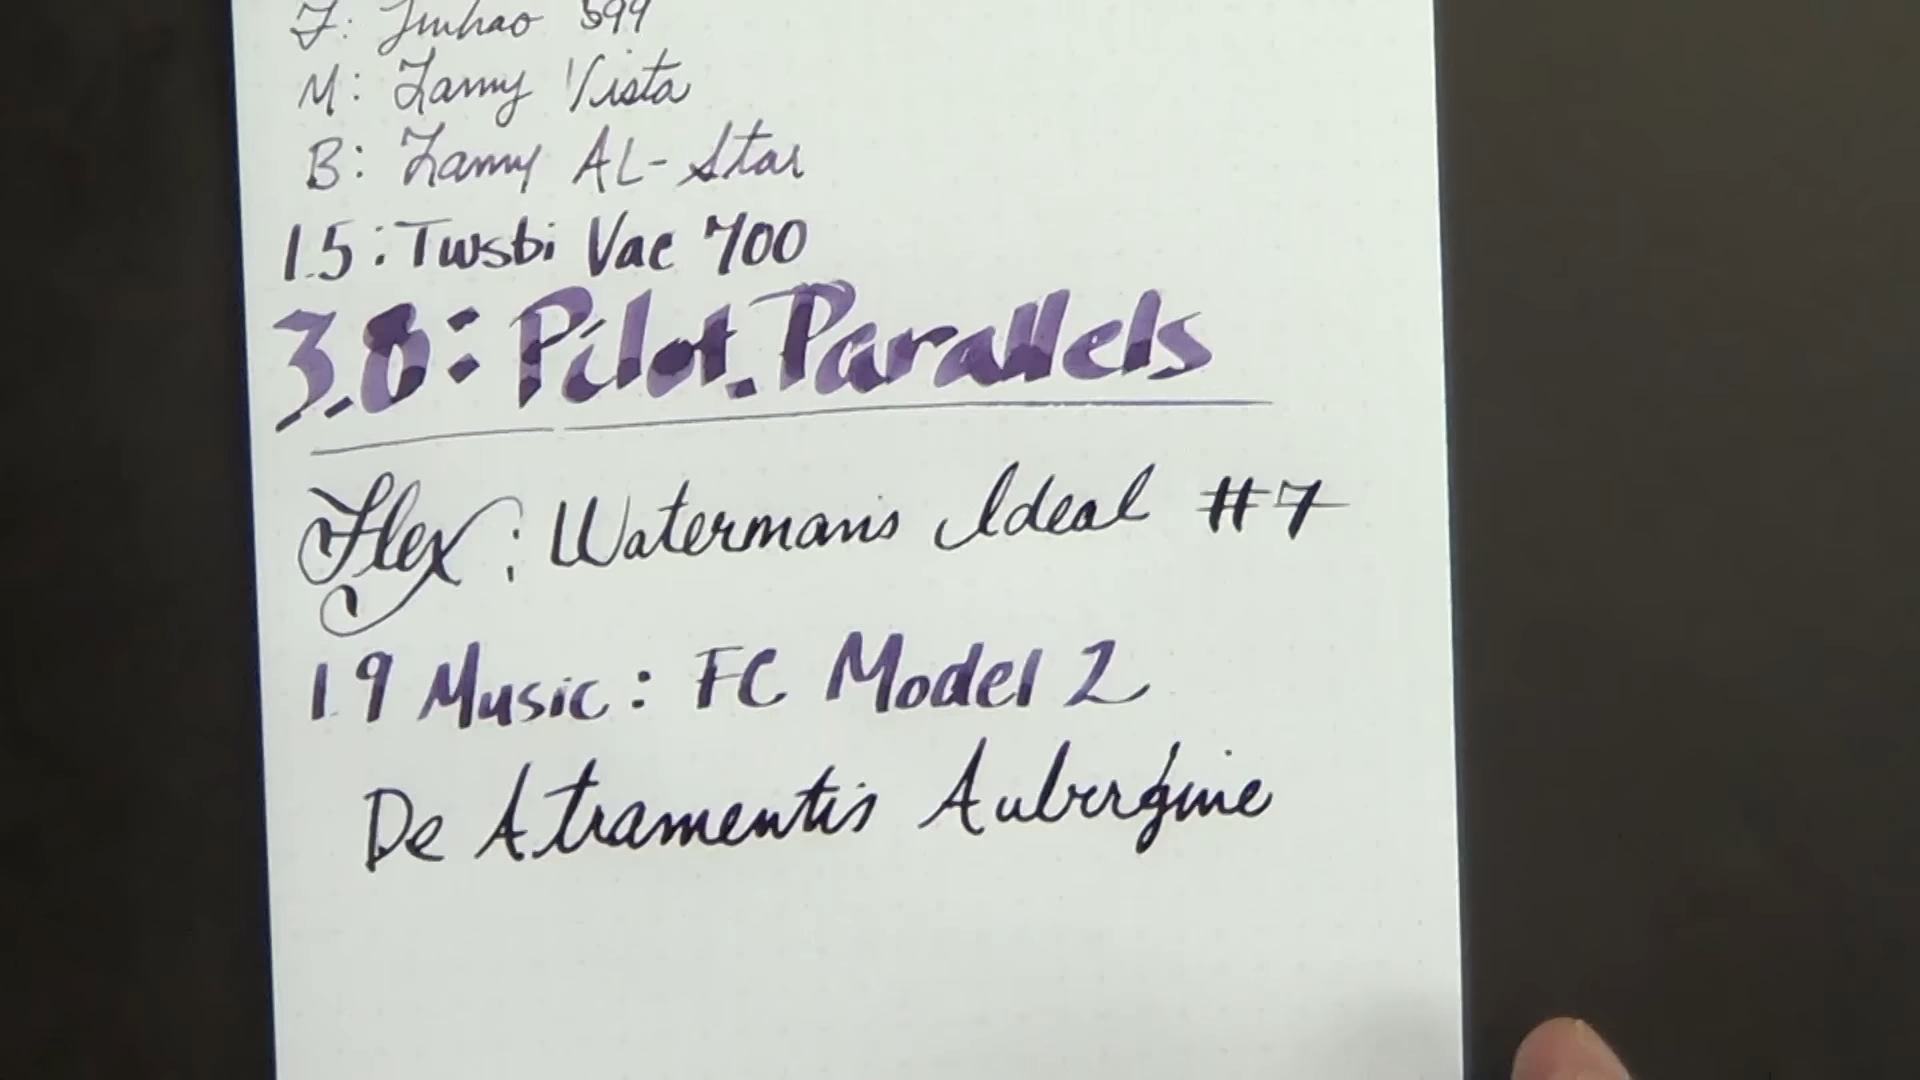 F: Jinhao 599
M: Lamy Vista
B: Lamy AL-Star
1.5: Twsbi Vac 700
3.8: Pilot Parallels
Flex: Watermans Ideal #7
1.9 Music: FC Model 2
De Atramentis Aubergine